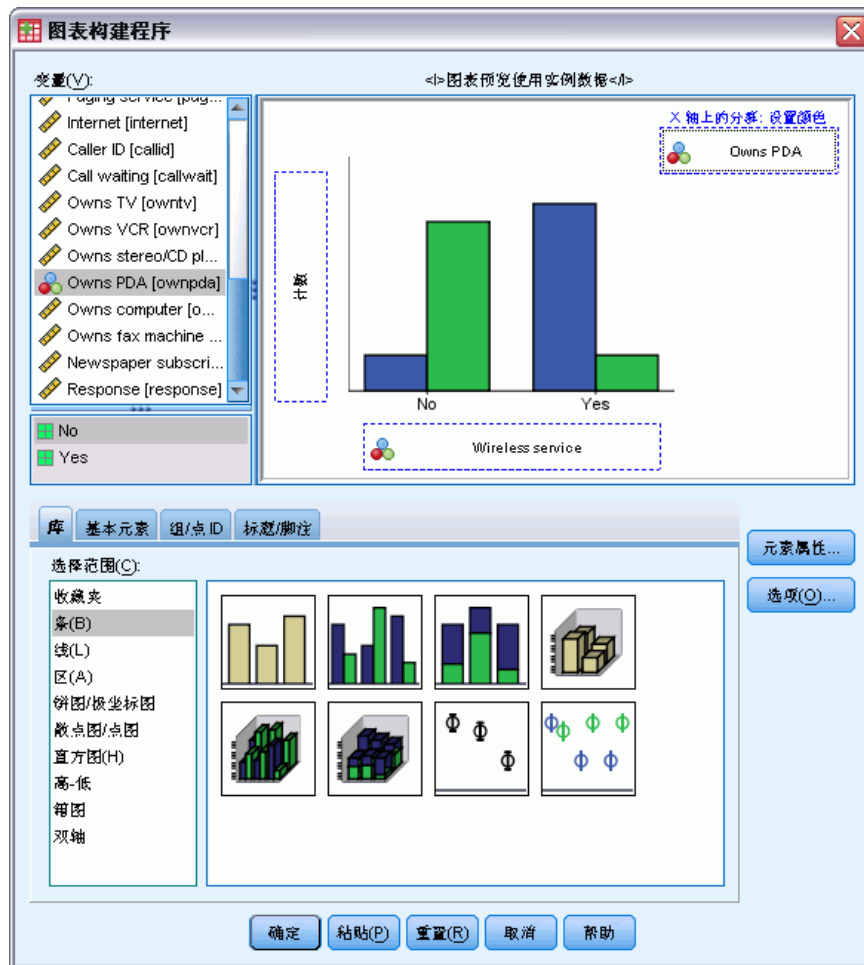 图表构建程序
变量(V):
<I>图表预览使用实例数据</I>
Paging service [pag...
Internet [internet]
Caller ID [callid]
Call waiting [callwait]
Owns TV [owntv]
Owns VCR [ownvcr]
Owns stereo/CD pl...
Owns PDA [ownpda]
Owns computer [o...
Owns fax machine ...
Newspaper subscri...
Response [response]
No
Yes
X 轴上的分群: 设置颜色
Owns PDA
计数
No
Yes
Wireless service
库
基本元素
组/点 ID
标题/脚注
选择范围(C):
收藏夹
条(B)
线(L)
区(A)
饼图/极坐标图
散点图/点图
直方图(H)
高-低
箱图
双轴
元素属性...
选项(O)...
确定
粘贴(P)
重置(R)
取消
帮助